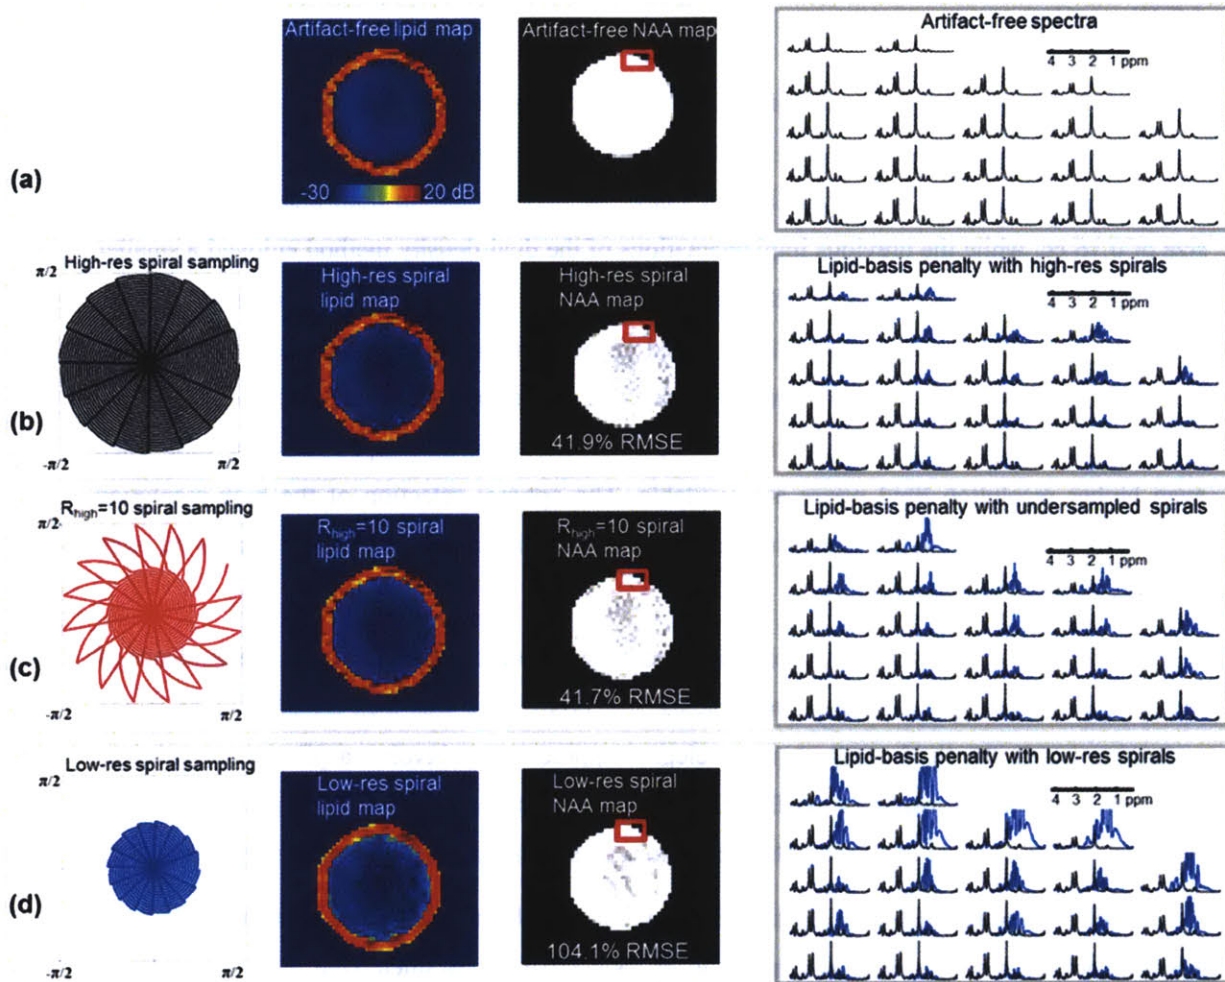 Artifact-free lipid map
Artifact-free NAA map
Artifact-free spectra
4 3 2 1 ppm
-30 20 dB
(a)
π/2 High-res spiral sampling
High-res spiral
lipid map
High-res spiral
NAA map
Lipid-basis penalty with high-res spirals
4 3 2 1 ppm
(b)
41.9% RMSE
-π/2 π/2
Rhigh=10 spiral sampling
π/2
Rhigh=10 spiral
lipid map
Rhigh=10 spiral
NAA map
Lipid-basis penalty with undersampled spirals
4 3 2 1 ppm
(c)
41.7% RMSE
-π/2 π/2
Low-res spiral sampling
π/2
Low-res spiral
lipid map
Low-res spiral
NAA map
Lipid-basis penalty with low-res spirals
4 3 2 1 ppm
(d)
104.1% RMSE
-π/2 π/2